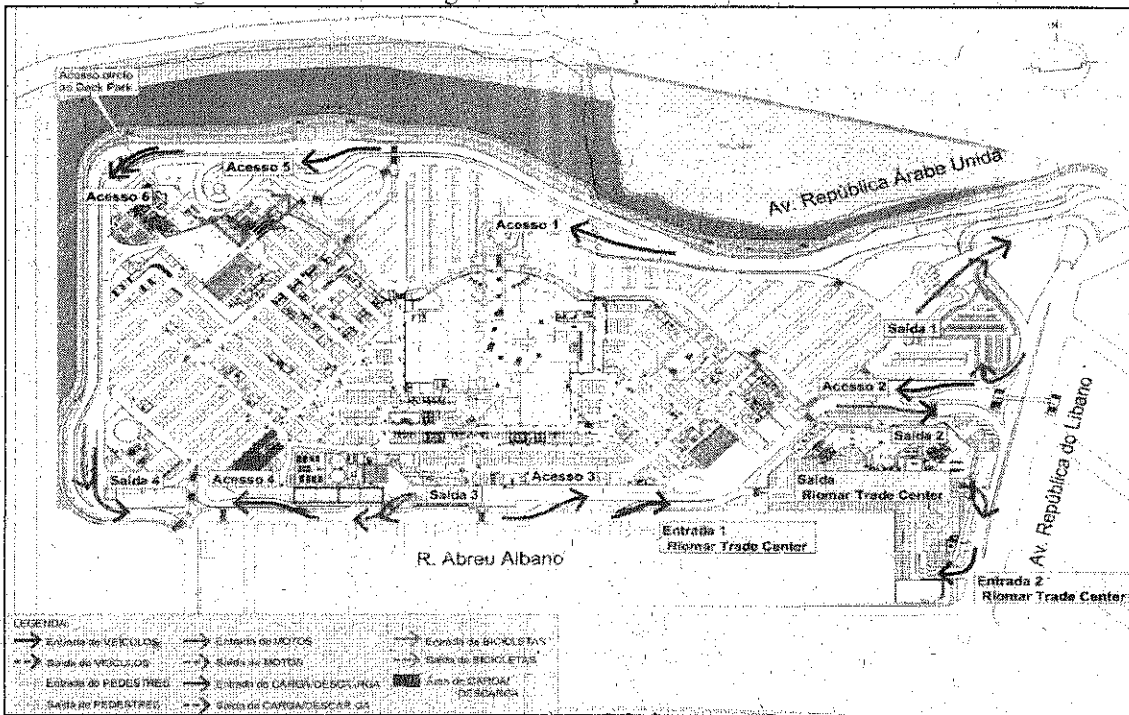 Acesso direto
ao Deck Park
Acesso 5
Acesso 6
Acesso 1
Av. República Árabe Unida
Saída 1
Acesso 2
Saída 2
Av. República do Líbano
Saída 4
Acesso 4
Saída 3
Acesso 3
Saída
Riomar Trade Center
Entrada 1
Riomar Trade Center
R. Abreu Albano
Entrada 2
Riomar Trade Center
LEGENDA:
Entrada de VEÍCULOS
Saída de VEÍCULOS
Entrada de PEDESTRES
Saída de PEDESTRES
Entrada de MOTOS
Saída de MOTOS
Entrada de CARGA/DESCARGA
Saída de CARGA/DESCARGA
Entrada de BICICLETAS
Saída de BICICLETAS
Área de CARGA/
DESCARGA